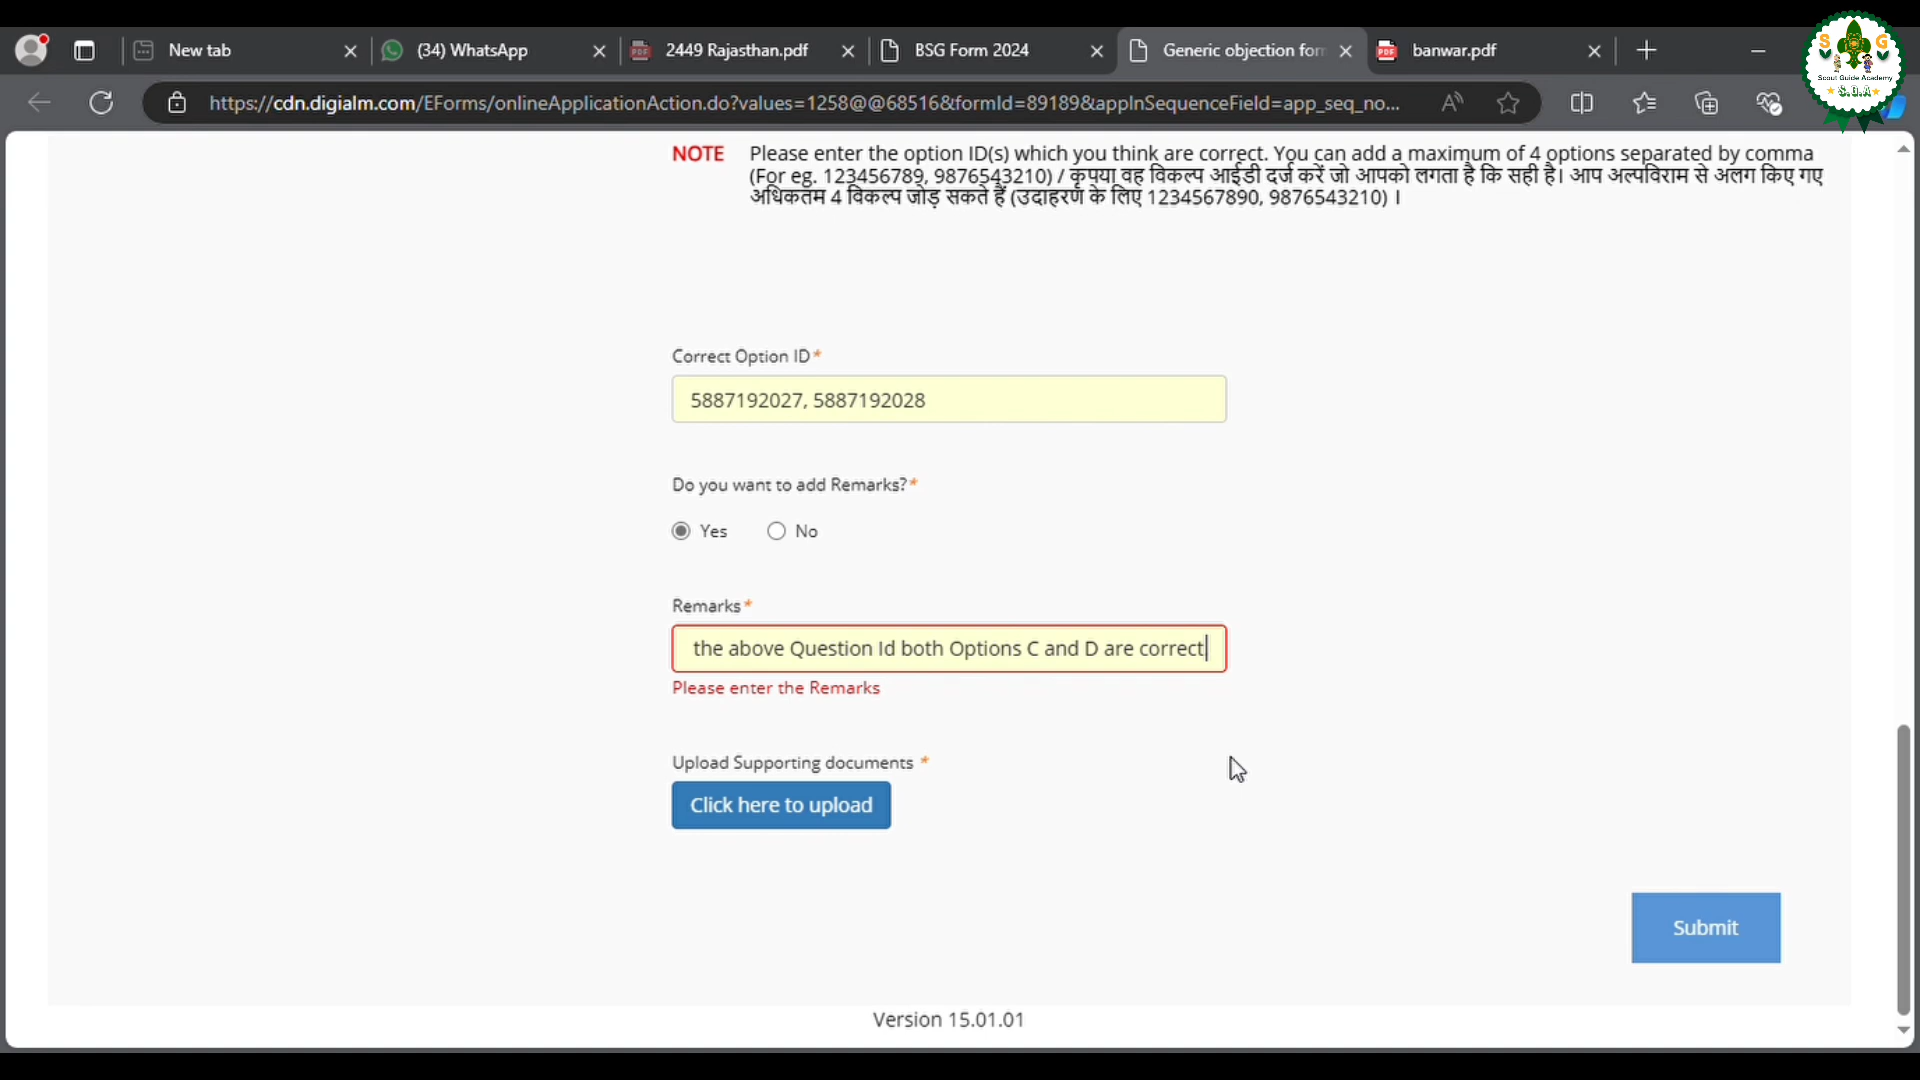 New tab
(34) WhatsApp
2449 Rajasthan.pdf
BSG Form 2024
Generic objection for
banwar.pdf
S G
Scout Guide Academy
S.G.A
https://cdn.digialm.com/EForms/onlineApplicationAction.do?values=1258@@68516&formId=89189&appInSequenceField=app_seq_no...
NOTE Please enter the option ID(s) which you think are correct. You can add a maximum of 4 options separated by comma
(For eg. 123456789, 9876543210) / कृपया वह विकल्प आईडी दर्ज करें जो आपको लगता है कि सही है। आप अल्पविराम से अलग किए गए
अधिकतम 4 विकल्प जोड़ सकते हैं (उदाहरण के लिए 1234567890, 9876543210) ।
Correct Option ID*
5887192027, 5887192028
Do you want to add Remarks?*
Yes No
Remarks*
the above Question Id both Options C and D are correct
Please enter the Remarks
Upload Supporting documents *
Click here to upload
Submit
Version 15.01.01